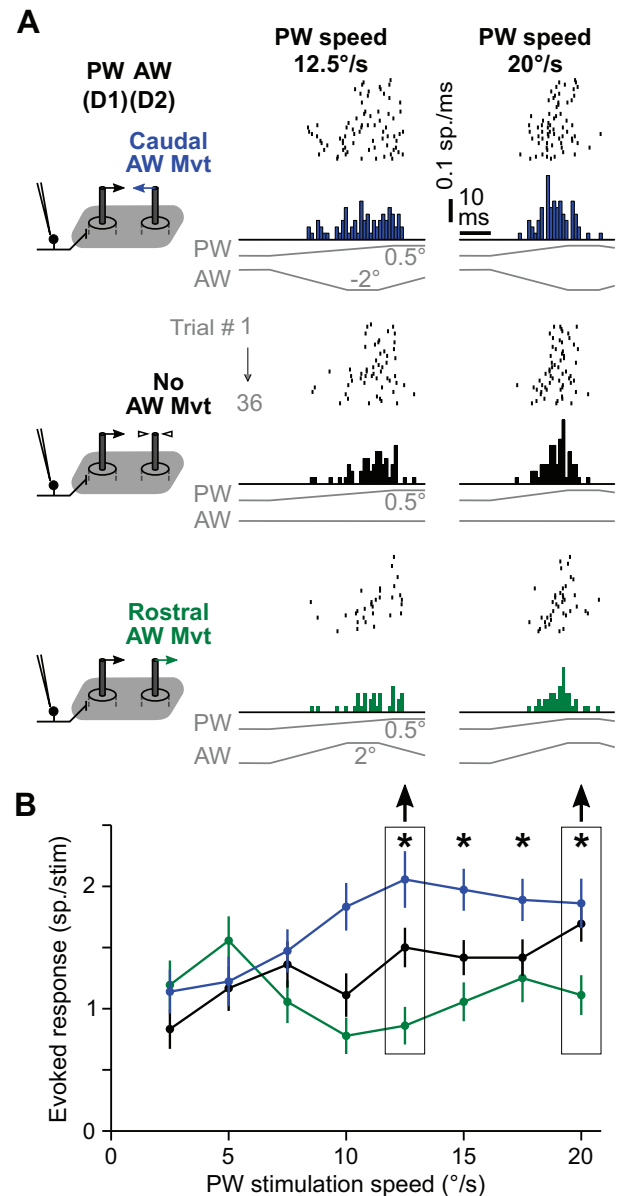 A
PW speed
12.5°/s
PW speed
20°/s
PW AW
(D1)(D2)
Caudal
AW Mvt
0.1 sp./ms
10
ms
PW
0.5°
AW
-2°
Trial # 1
36
No
AW Mvt
PW
0.5°
AW
Rostral
AW Mvt
PW
0.5°
AW
2°
B
* * * *
Evoked response (sp./stim)
2
1
0
0 5 10 15 20
PW stimulation speed (°/s)